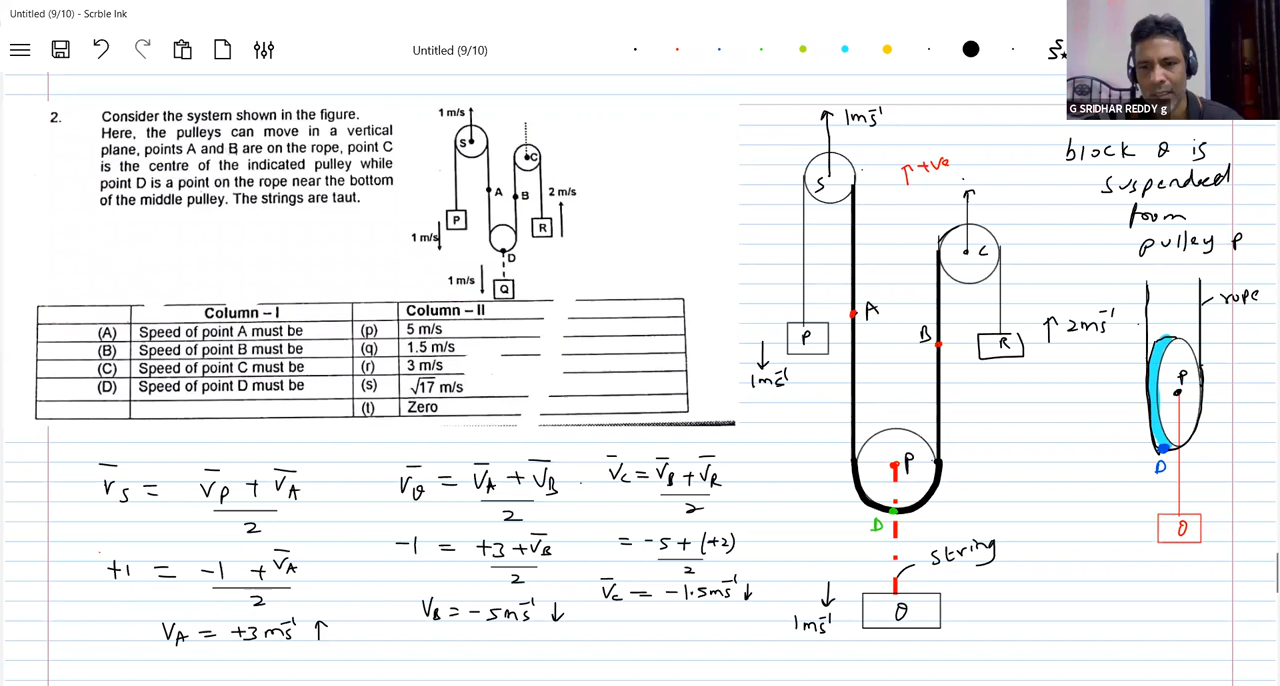 Untitled (9/10) - Scrble Ink
Untitled (9/10)
G SRIDHAR REDDY g
2. Consider the system shown in the figure.
Here, the pulleys can move in a vertical
plane, points A and B are on the rope, point C
is the centre of the indicated pulley while
point D is a point on the rope near the bottom
of the middle pulley. The strings are taut.
1 m/s
S
C
A
B
2 m/s
P
R
1 m/s
D
1 m/s
Q
Column – I
Column – II
(A) Speed of point A must be (p) 5 m/s
(B) Speed of point B must be (q) 1.5 m/s
(C) Speed of point C must be (r) 3 m/s
(D) Speed of point D must be (s) √17 m/s
(t) Zero
1ms⁻¹
S
↑+ve
C
A
B
P
R
↑ 2ms⁻¹
1ms⁻¹
P
D
string
1ms⁻¹
θ
block θ is
suspended
from
pulley P
rope
P
D
θ
V̅s = (V̅p + V̅A)/2
+1 = (-1 + V̅A)/2
VA = +3ms⁻¹ ↑
V̅θ = (V̅A + V̅B)/2
-1 = (+3 + V̅B)/2
VB = -5ms⁻¹ ↓
V̅C = (V̅B + V̅R)/2
= (-5 + (+2))/2
V̅C = -1.5ms⁻¹ ↓